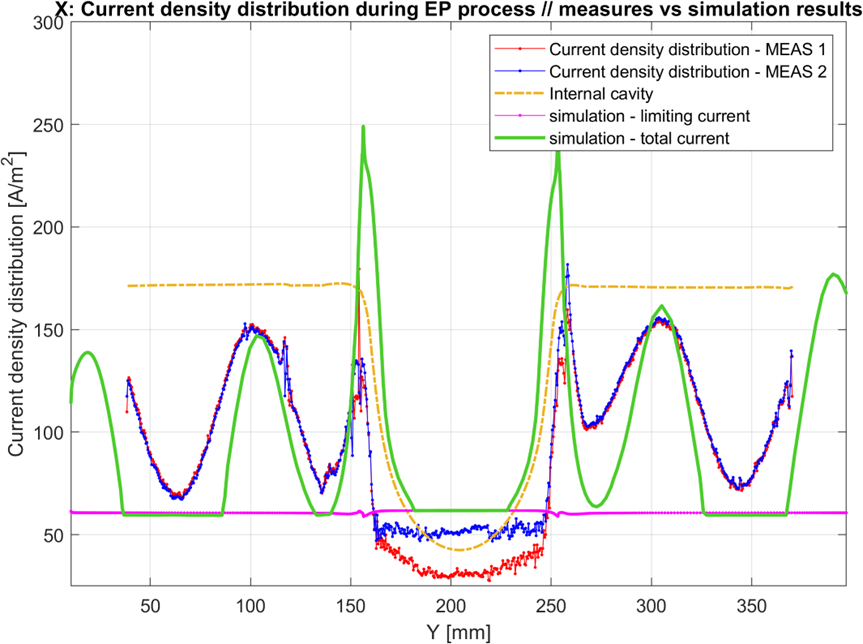 X: Current density distribution during EP process // measures vs simulation results
300
250
200
150
100
50
Current density distribution [A/m²]
Current density distribution - MEAS 1
Current density distribution - MEAS 2
Internal cavity
simulation - limiting current
simulation - total current
50 100 150 200 250 300 350
Y [mm]